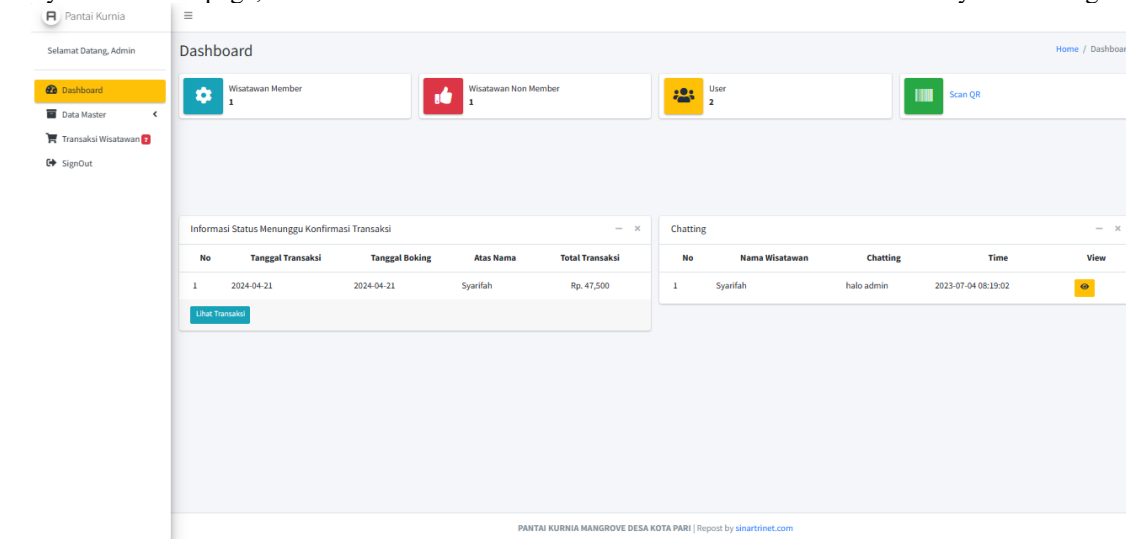 Pantai Kurnia
Selamat Datang, Admin
Dashboard
Data Master
Transaksi Wisatawan 7
SignOut
Dashboard
Home / Dashboar
Wisatawan Member
1
Wisatawan Non Member
1
User
2
Scan QR
Informasi Status Menunggu Konfirmasi Transaksi
No Tanggal Transaksi Tanggal Boking Atas Nama Total Transaksi
1 2024-04-21 2024-04-21 Syarifah Rp. 47,500
Lihat Transaksi
Chatting
No Nama Wisatawan Chatting Time View
1 Syarifah halo admin 2023-07-04 08:19:02
PANTAI KURNIA MANGROVE DESA KOTA PARI | Repost by sinartrinet.com